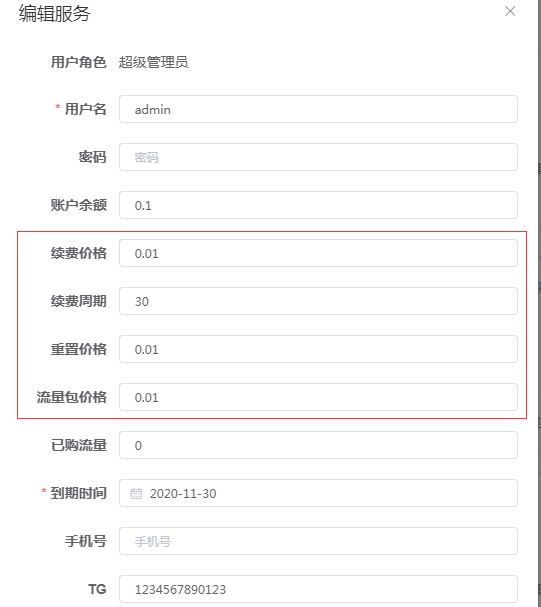 编辑服务
用户角色 超级管理员
* 用户名 admin
密码 密码
账户余额 0.1
续费价格 0.01
续费周期 30
重置价格 0.01
流量包价格 0.01
已购流量 0
* 到期时间 2020-11-30
手机号 手机号
TG 1234567890123